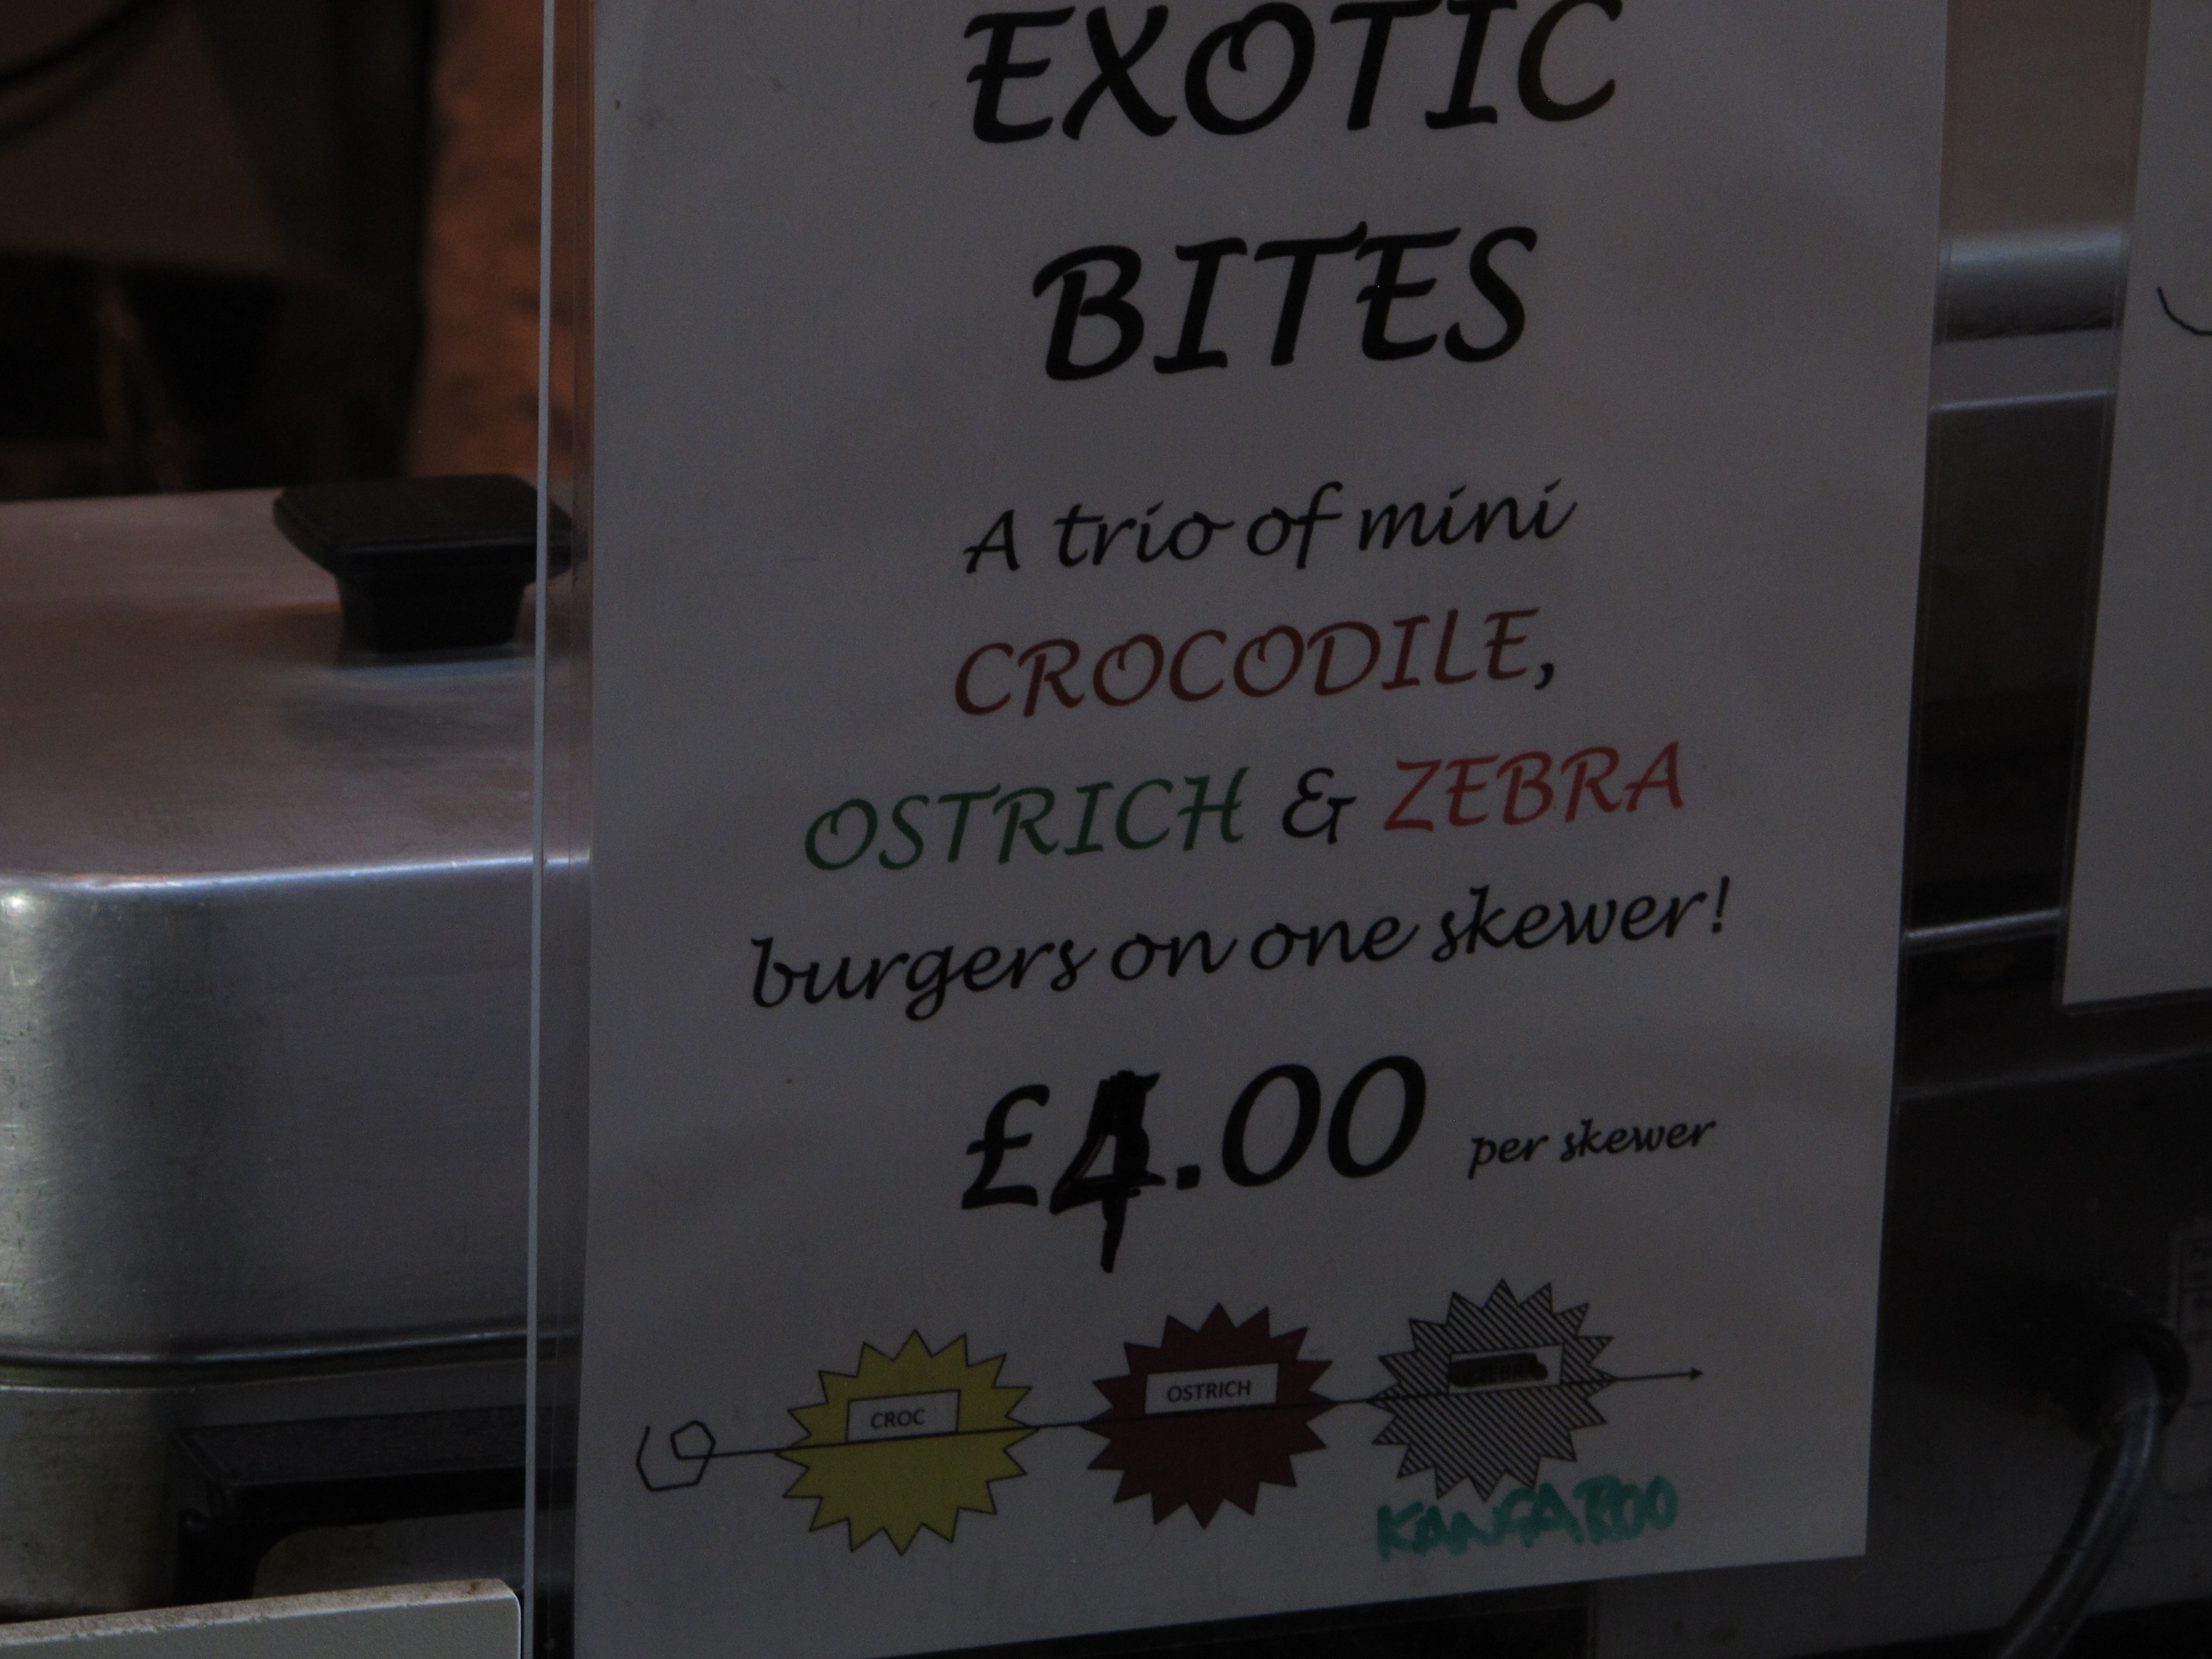 EXOTIC
BITES
A trio of mini
CROCODILE,
OSTRICH & ZEBRA
burgers on one skewer!
£4.00 per skewer
CROC
OSTRICH
KANGAROO